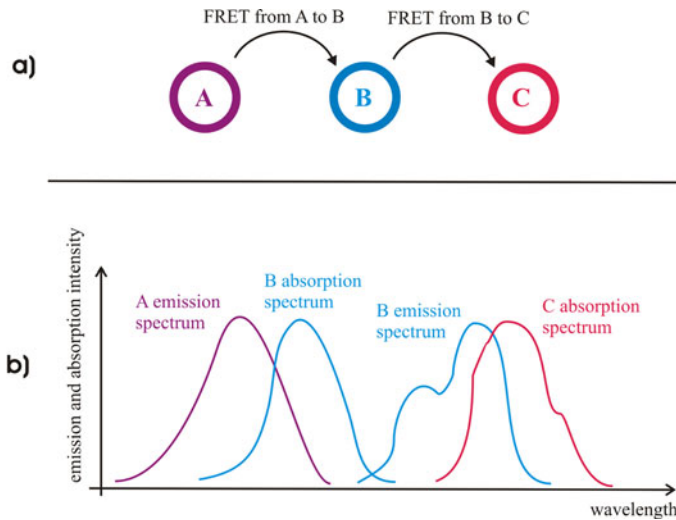 FRET from A to B
FRET from B to C
a)
A
B
C
emission and absorption intensity
A emission
spectrum
B absorption
spectrum
B emission
spectrum
C absorption
spectrum
b)
wavelength